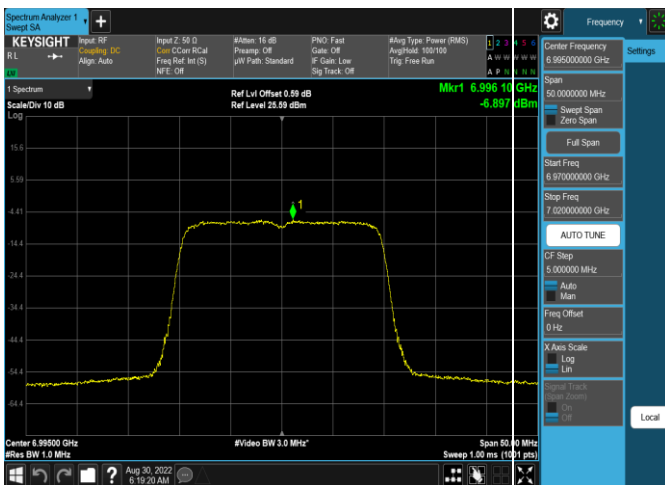 Spectrum Analyzer 1
Swept SA
+
Frequency
KEYSIGHT
R L
LM
Input: RF
Coupling: DC
Align: Auto
Input Z: 50 Ω
Corr CCorr RCal
Freq Ref: Int (S)
NFE: Off
#Atten: 16 dB
Preamp: Off
µW Path: Standard
PNO: Fast
Gate: Off
IF Gain: Low
Sig Track: Off
#Avg Type: Power (RMS)
Avg|Hold: 100/100
Trig: Free Run
1 2 3 4 5 6
A W W W W W
A P N N N N
1 Spectrum
Scale/Div 10 dB
Log
Ref Lvl Offset 0.59 dB
Ref Level 25.59 dBm
Mkr1 6.996 10 GHz
-6.897 dBm
15.6
5.59
-4.41
-14.4
-24.4
-34.4
-44.4
-54.4
-64.4
1
Center 6.99500 GHz
#Res BW 1.0 MHz
#Video BW 3.0 MHz*
Span 50.00 MHz
Sweep 1.00 ms (1001 pts)
Aug 30, 2022
6:19:20 AM
?
Center Frequency
6.995000000 GHz
Settings
Span
50.0000000 MHz
Swept Span
Zero Span
Full Span
Start Freq
6.970000000 GHz
Stop Freq
7.020000000 GHz
AUTO TUNE
CF Step
5.000000 MHz
Auto
Man
Freq Offset
0 Hz
X Axis Scale
Log
Lin
Signal Track
(Span Zoom)
On
Off
Local